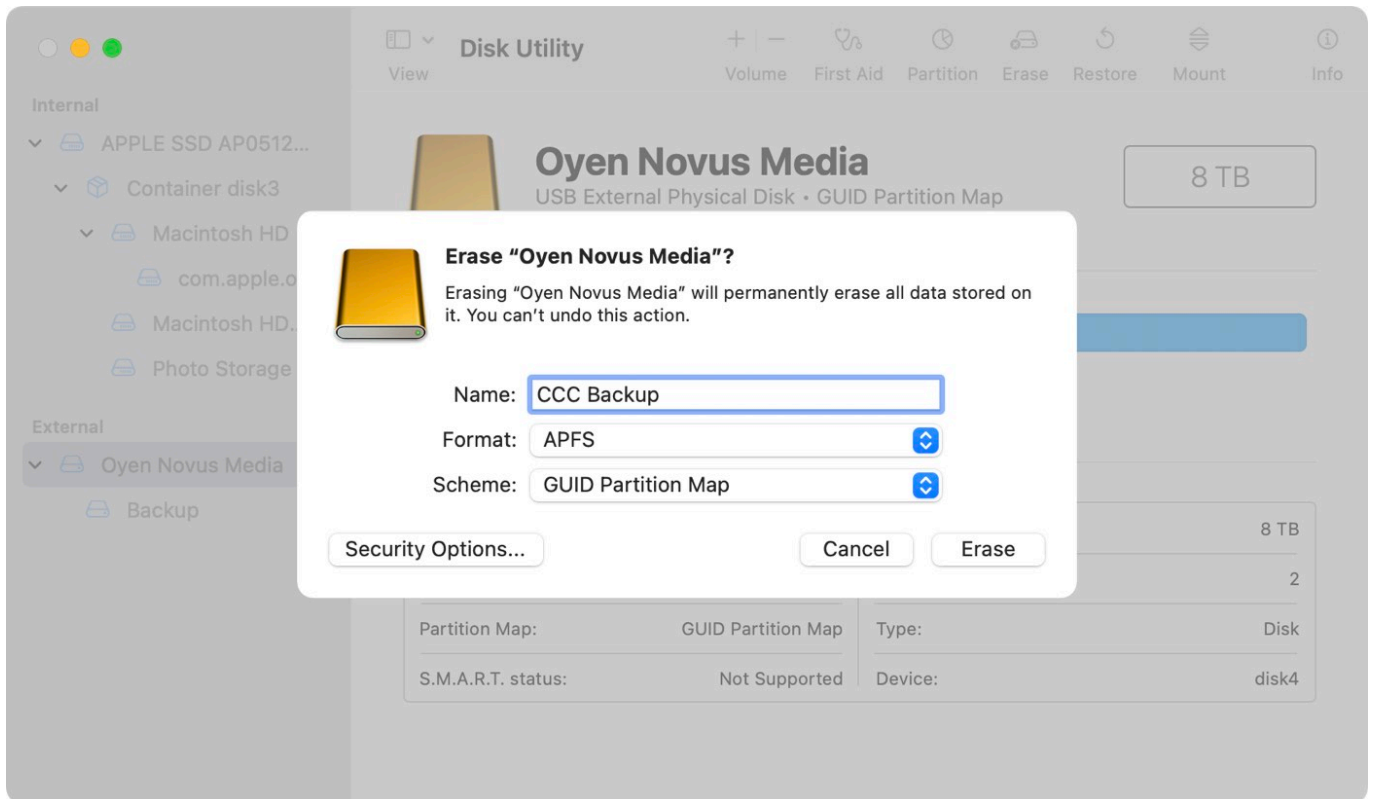 View
Disk Utility
Volume
First Aid
Partition
Erase
Restore
Mount
Info
Internal
APPLE SSD AP0512...
Container disk3
Macintosh HD
com.apple.o
Macintosh HD..
Photo Storage
External
Oyen Novus Media
Backup
Oyen Novus Media
USB External Physical Disk • GUID Partition Map
8 TB
Erase “Oyen Novus Media”?
Erasing “Oyen Novus Media” will permanently erase all data stored on
it. You can’t undo this action.
Name: CCC Backup
Format: APFS
Scheme: GUID Partition Map
Security Options...
Cancel
Erase
8 TB
2
Partition Map: GUID Partition Map
Type: Disk
S.M.A.R.T. status: Not Supported
Device: disk4